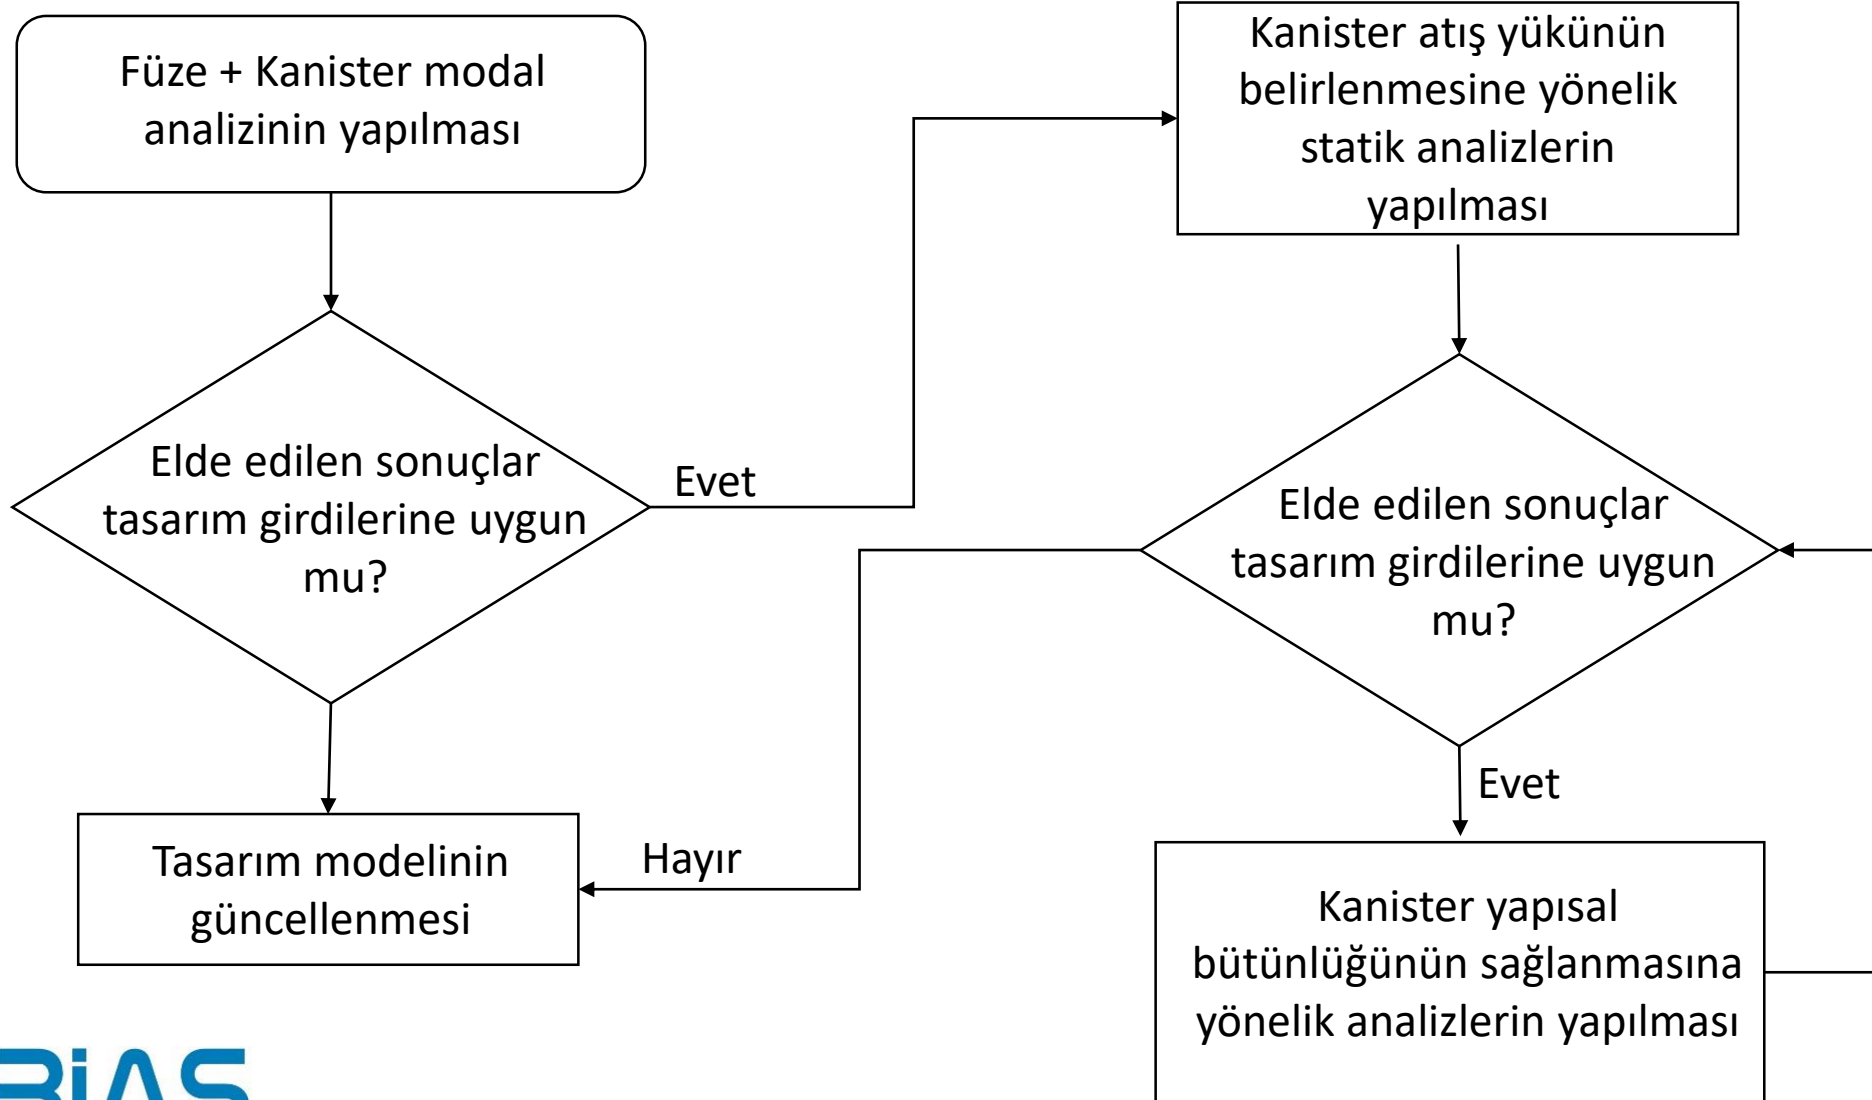 Füze + Kanister modal
analizinin yapılması
Elde edilen sonuçlar
tasarım girdilerine uygun
mu?
Evet
Tasarım modelinin
güncellenmesi
Hayır
Kanister atış yükünün
belirlenmesine yönelik
statik analizlerin
yapılması
Elde edilen sonuçlar
tasarım girdilerine uygun
mu?
Evet
Kanister yapısal
bütünlüğünün sağlanmasına
yönelik analizlerin yapılması
BiAS